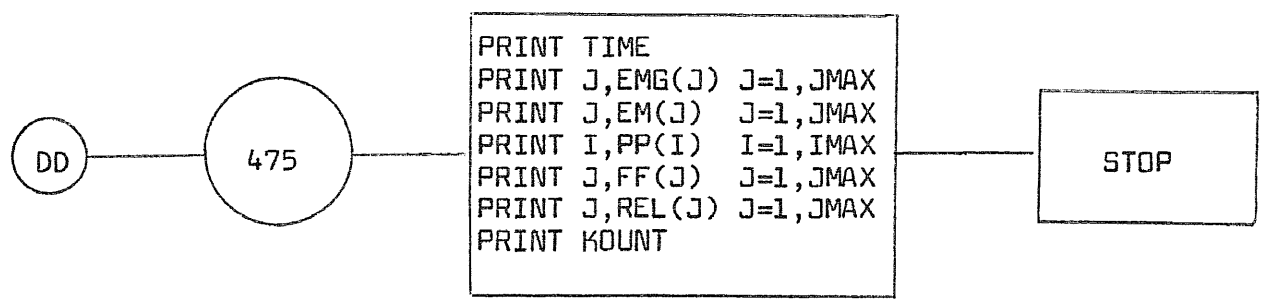 DD
475
PRINT TIME
PRINT J,EMG(J) J=1,JMAX
PRINT J,EM(J) J=1,JMAX
PRINT I,PP(I) I=1,IMAX
PRINT J,FF(J) J=1,JMAX
PRINT J,REL(J) J=1,JMAX
PRINT KOUNT
STOP